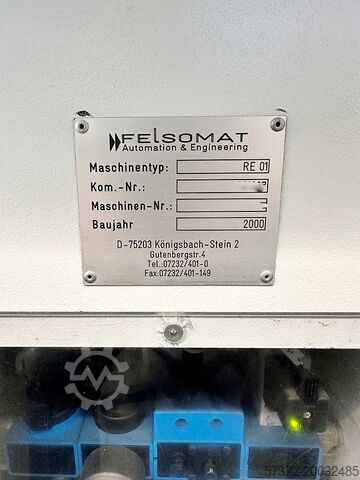 FELSOMAT
Automation & Engineering
Maschinentyp: RE 01
Kom.-Nr.:
Maschinen-Nr.:
Baujahr 2000
D-75203 Königsbach-Stein 2
Gutenbergstr.4
Tel.:07232/401-0
Fax:07232/401-149
57372-20032485